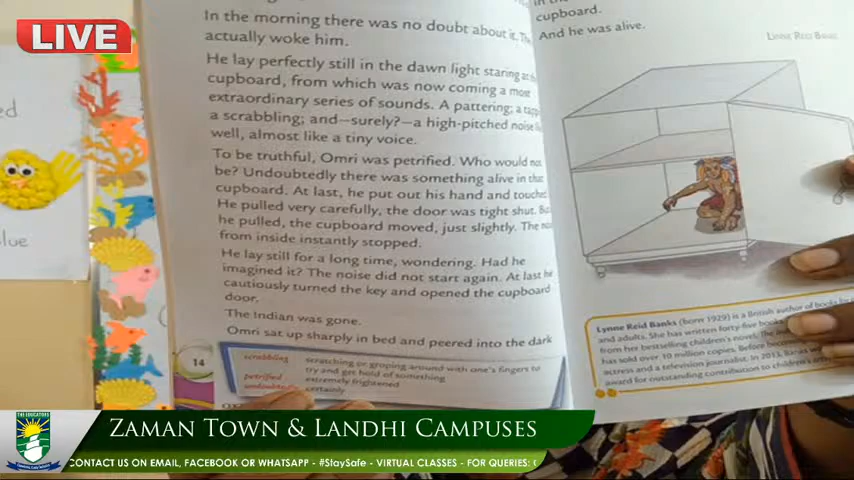 LIVE
ed
lue
In the morning there was no doubt about it. The
actually woke him.
He lay perfectly still in the dawn light staring at
cupboard, from which was now coming a most
extraordinary series of sounds. A pattering; a
a scrabbling; and—surely?—a high-pitched noise
well, almost like a tiny voice.
To be truthful, Omri was petrified. Who would not
be? Undoubtedly there was something alive in that
cupboard. At last, he put out his hand and touched
He pulled very carefully, the door was tight shut. But
he pulled, the cupboard moved, just slightly. The
from inside instantly stopped.
He lay still for a long time, wondering. Had he
imagined it? The noise did not start again. At last he
cautiously turned the key and opened the cupboard
door.
The Indian was gone.
Omri sat up sharply in bed and peered into the dark
14
scrabbling scratching or groping around with one's fingers to
try and get hold of something
petrified extremely frightened
undoubtedly certainly
cupboard.
And he was alive.
LYNNE REID BANKS
Lynne Reid Banks (born 1929) is a British author of books for
and adults. She has written forty-five books
from her bestselling children's novel, The
has sold over 10 million copies. Before
actress and a television journalist. In 2013, Banks
award for outstanding contribution to children's
THE EDUCATORS
ZAMAN TOWN & LANDHI CAMPUSES
CONTACT US ON EMAIL, FACEBOOK OR WHATSAPP - #StaySafe - VIRTUAL CLASSES - FOR QUERIES: